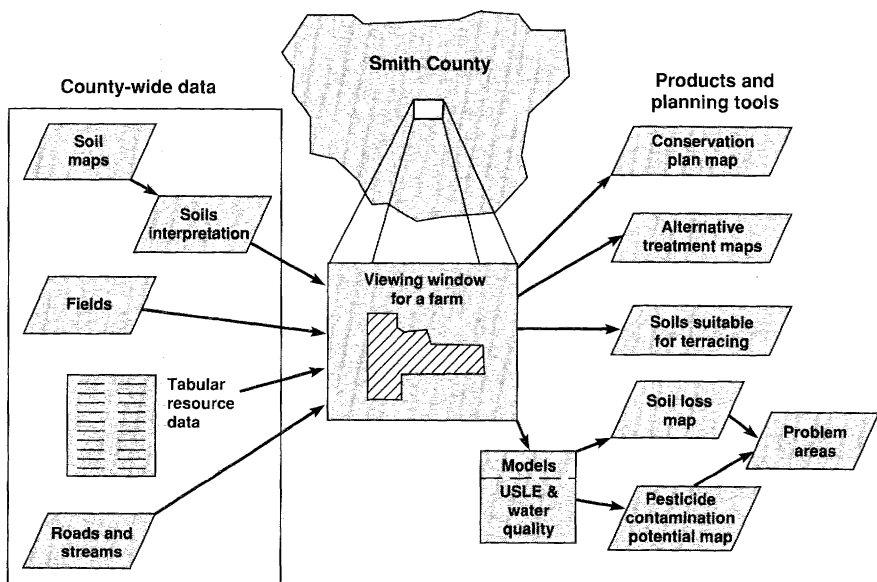 Smith County
County-wide data
Soil
maps
Soils
interpretation
Fields
Tabular
resource
data
Roads and
streams
Viewing window
for a farm
Models
USLE &
water
quality
Products and
planning tools
Conservation
plan map
Alternative
treatment maps
Soils suitable
for terracing
Soil loss
map
Pesticide
contamination
potential map
Problem
areas